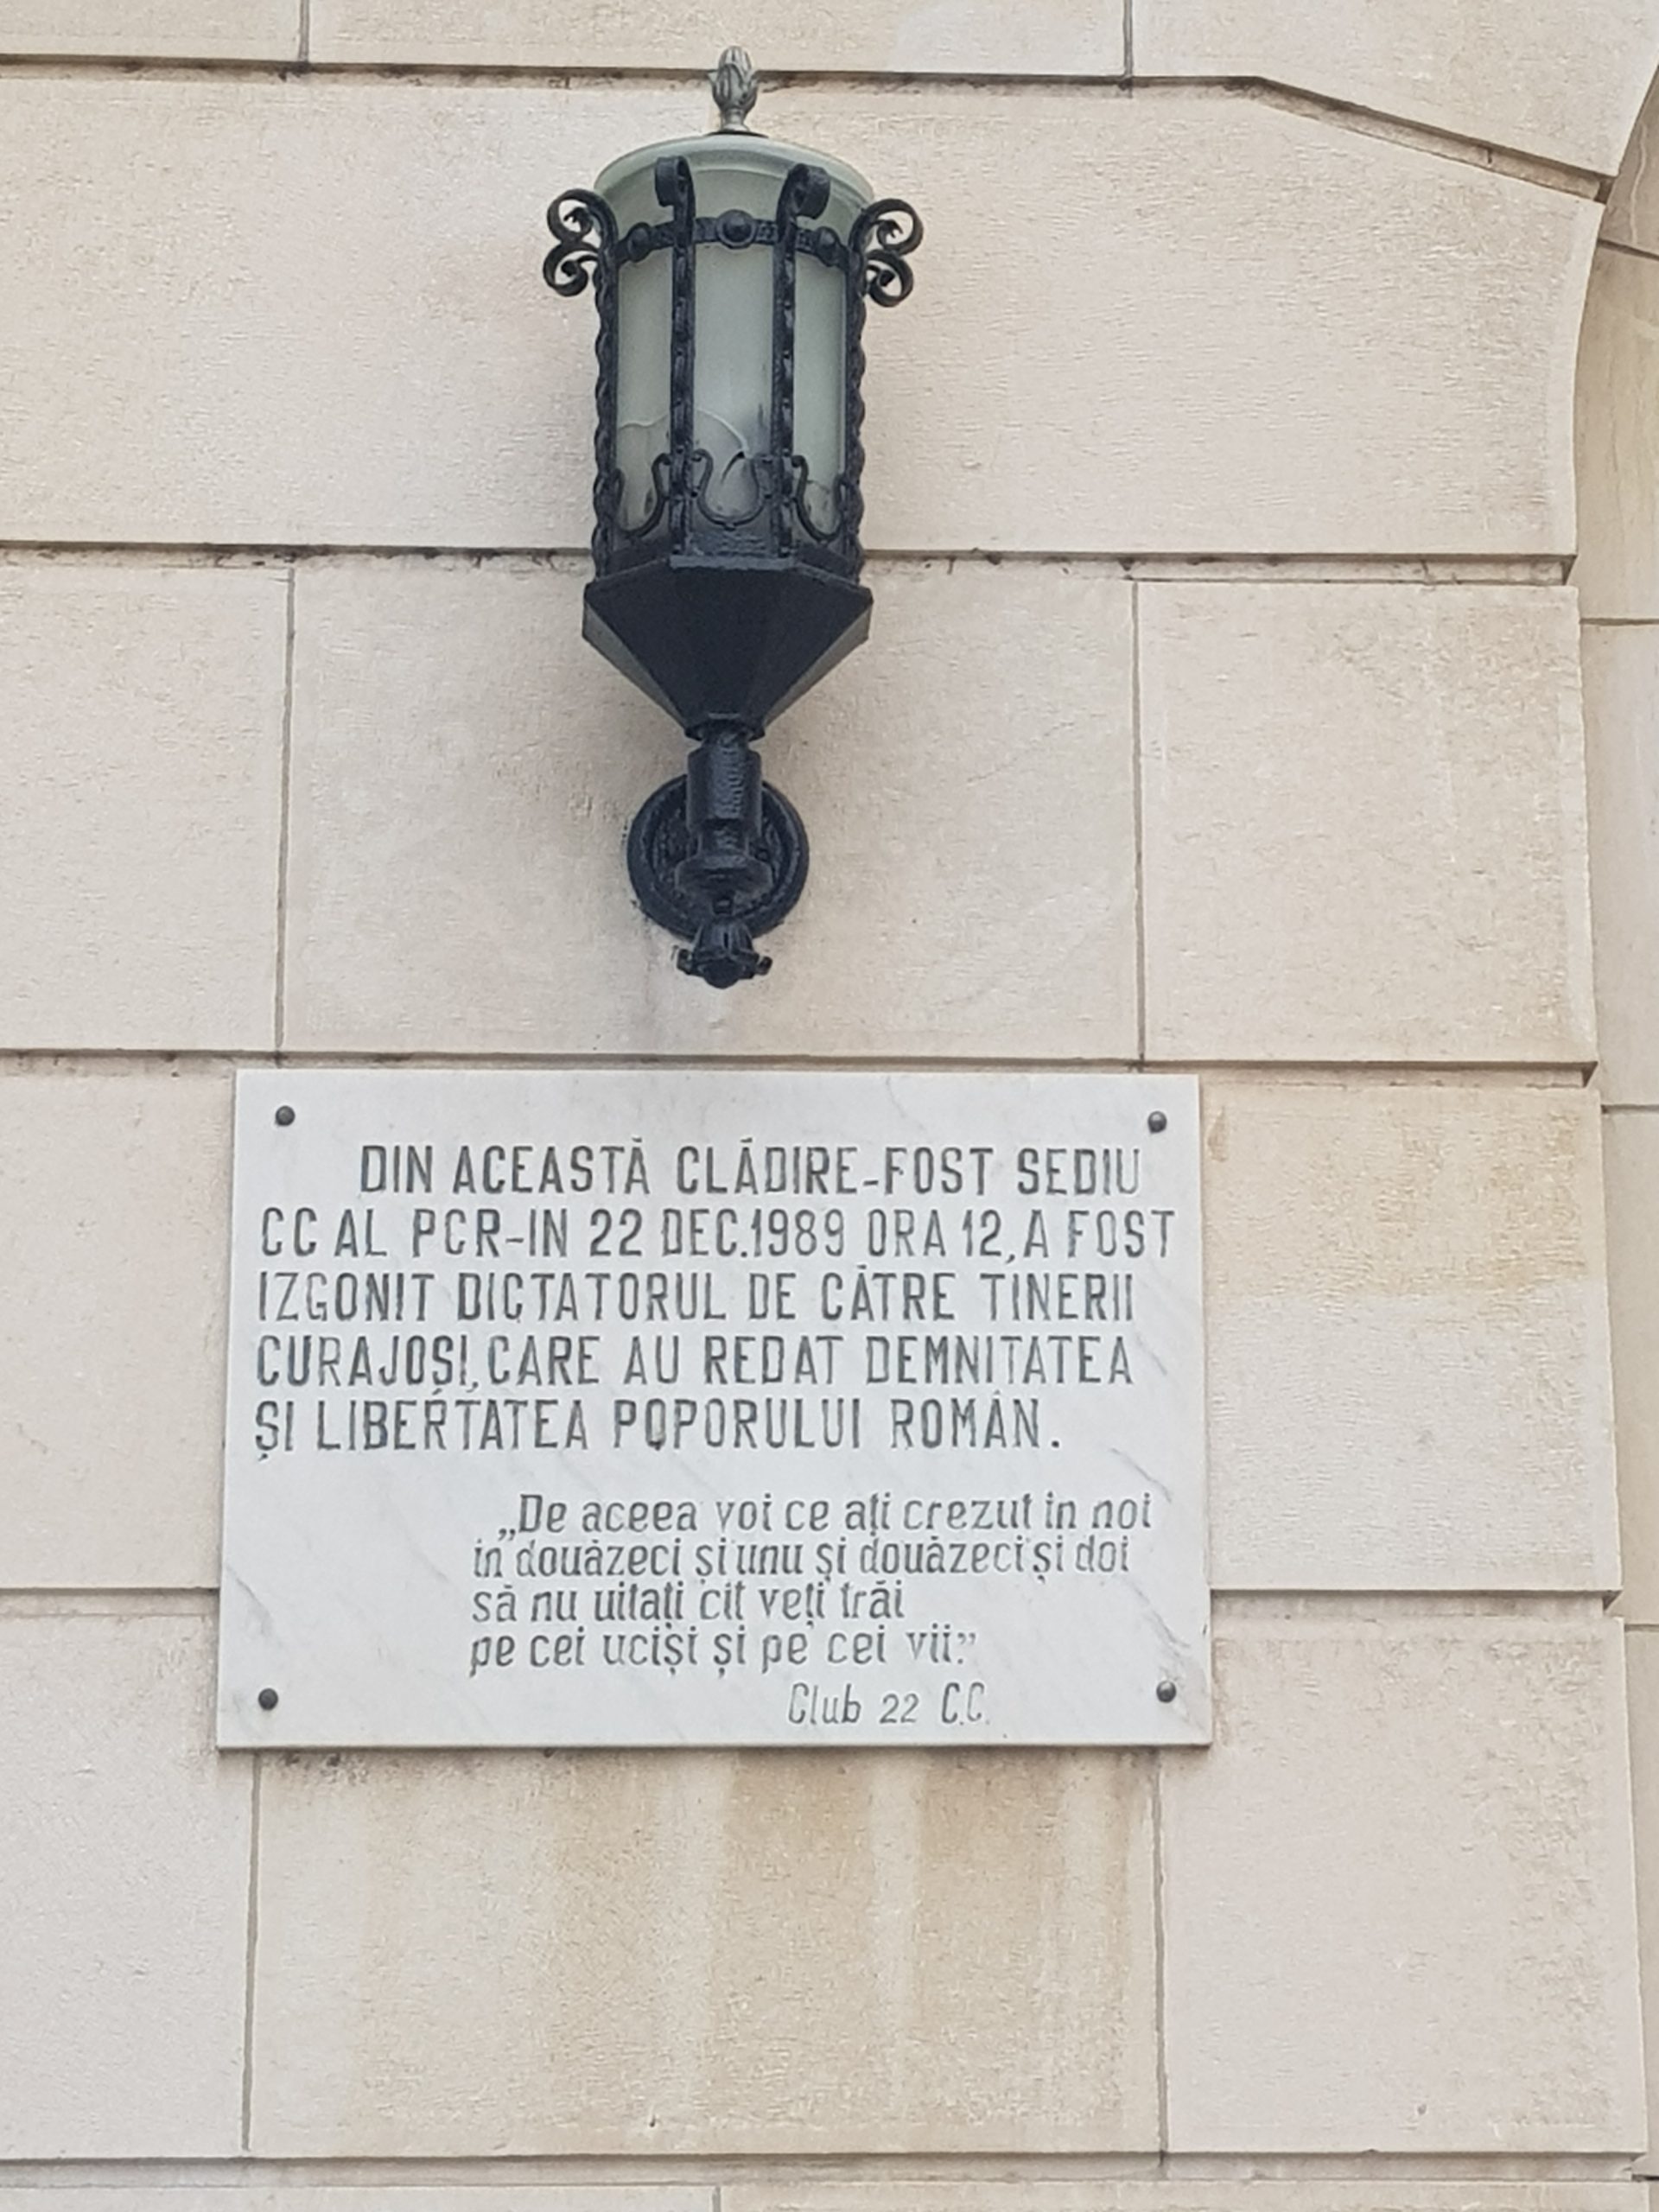 DIN ACEASTĂ CLĂDIRE-FOST SEDIU
CC AL PCR-IN 22 DEC.1989 ORA 12, A FOST
IZGONIT DICTATORUL DE CĂTRE TINERII
CURAJOȘI, CARE AU REDAT DEMNITATEA
ȘI LIBERTATEA POPORULUI ROMÂN.
„De aceea voi ce ați crezut in noi
in douăzeci și unu și douăzeci și doi
să nu uitați cit veți trăi
pe cei uciși și pe cei vii.”
Club 22 C.C.